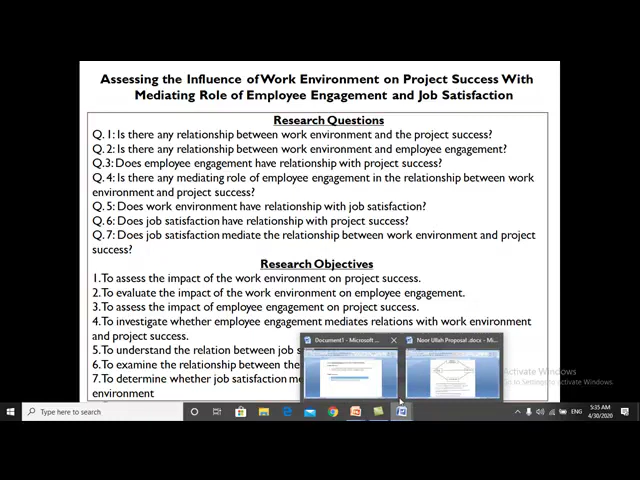 Assessing the Influence of Work Environment on Project Success With
Mediating Role of Employee Engagement and Job Satisfaction
Research Questions
Q.1: Is there any relationship between work environment and the project success?
Q.2: Is there any relationship between work environment and employee engagement?
Q.3: Does employee engagement have relationship with project success?
Q.4: Is there any mediating role of employee engagement in the relationship between work
environment and project success?
Q.5: Does work environment have relationship with job satisfaction?
Q.6: Does job satisfaction have relationship with project success?
Q.7: Does job satisfaction mediate the relationship between work environment and project
success?
Research Objectives
1.To assess the impact of the work environment on project success.
2.To evaluate the impact of the work environment on employee engagement.
3.To assess the impact of employee engagement on project success.
4.To investigate whether employee engagement mediates relations with work environment
and project success.
5.To understand the relation between job s
6.To examine the relationship between the
7.To determine whether job satisfaction me
environment
Document1 - Microsoft ...
Noor Ullah Proposal .docx - Mi...
Activate Windows
Go to Settings to activate Windows.
Type here to search
ENG
5:35 AM
4/30/2020